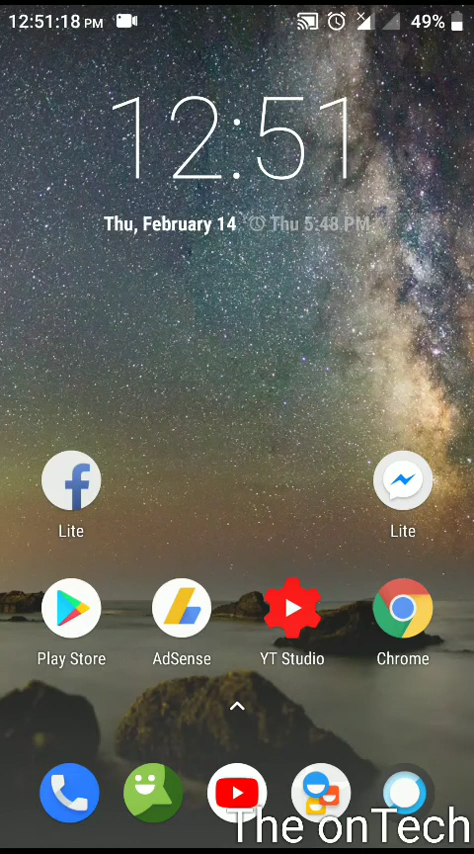 12:51:18 PM 49%
12:51
Thu, February 14 Thu 5:48 PM
Lite Lite
Play Store AdSense YT Studio Chrome
The onTech